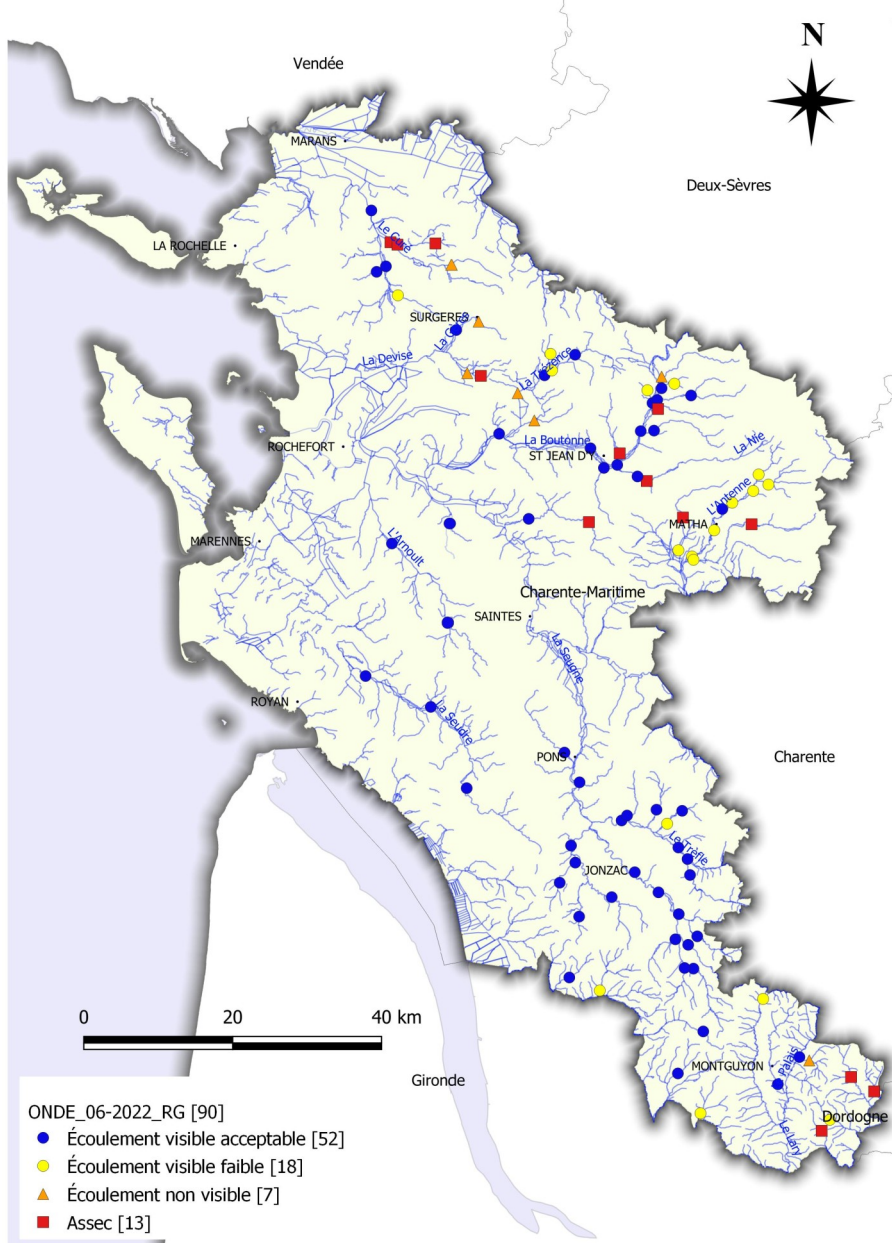 N
Vendée
MARANS
Deux-Sèvres
Le Curé
LA ROCHELLE
SURGERES
La Devise
La Trézence
ROCHEFORT
La Boutonne
ST JEAN D'Y
La Nie
L'Antenne
MATHA
MARENNES
L'Arnoult
Charente-Maritime
SAINTES
La Seugne
ROYAN
La Seudre
PONS
Charente
Le Trèfle
JONZAC
0 20 40 km
MONTGUYON
Palais
Gironde
Dordogne
Le Lary
ONDE_06-2022_RG [90]
Écoulement visible acceptable [52]
Écoulement visible faible [18]
Écoulement non visible [7]
Assec [13]